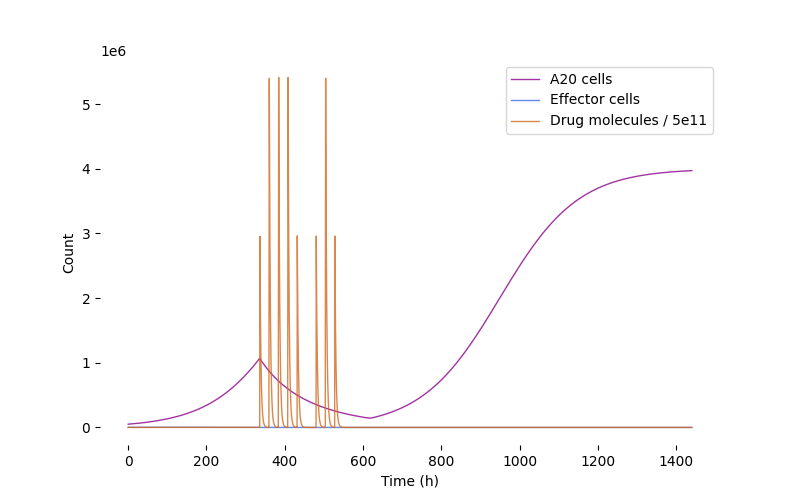 1e6
A20 cells
Effector cells
Drug molecules / 5e11
5
4
3
2
1
0
Count
0 200 400 600 800 1000 1200 1400
Time (h)